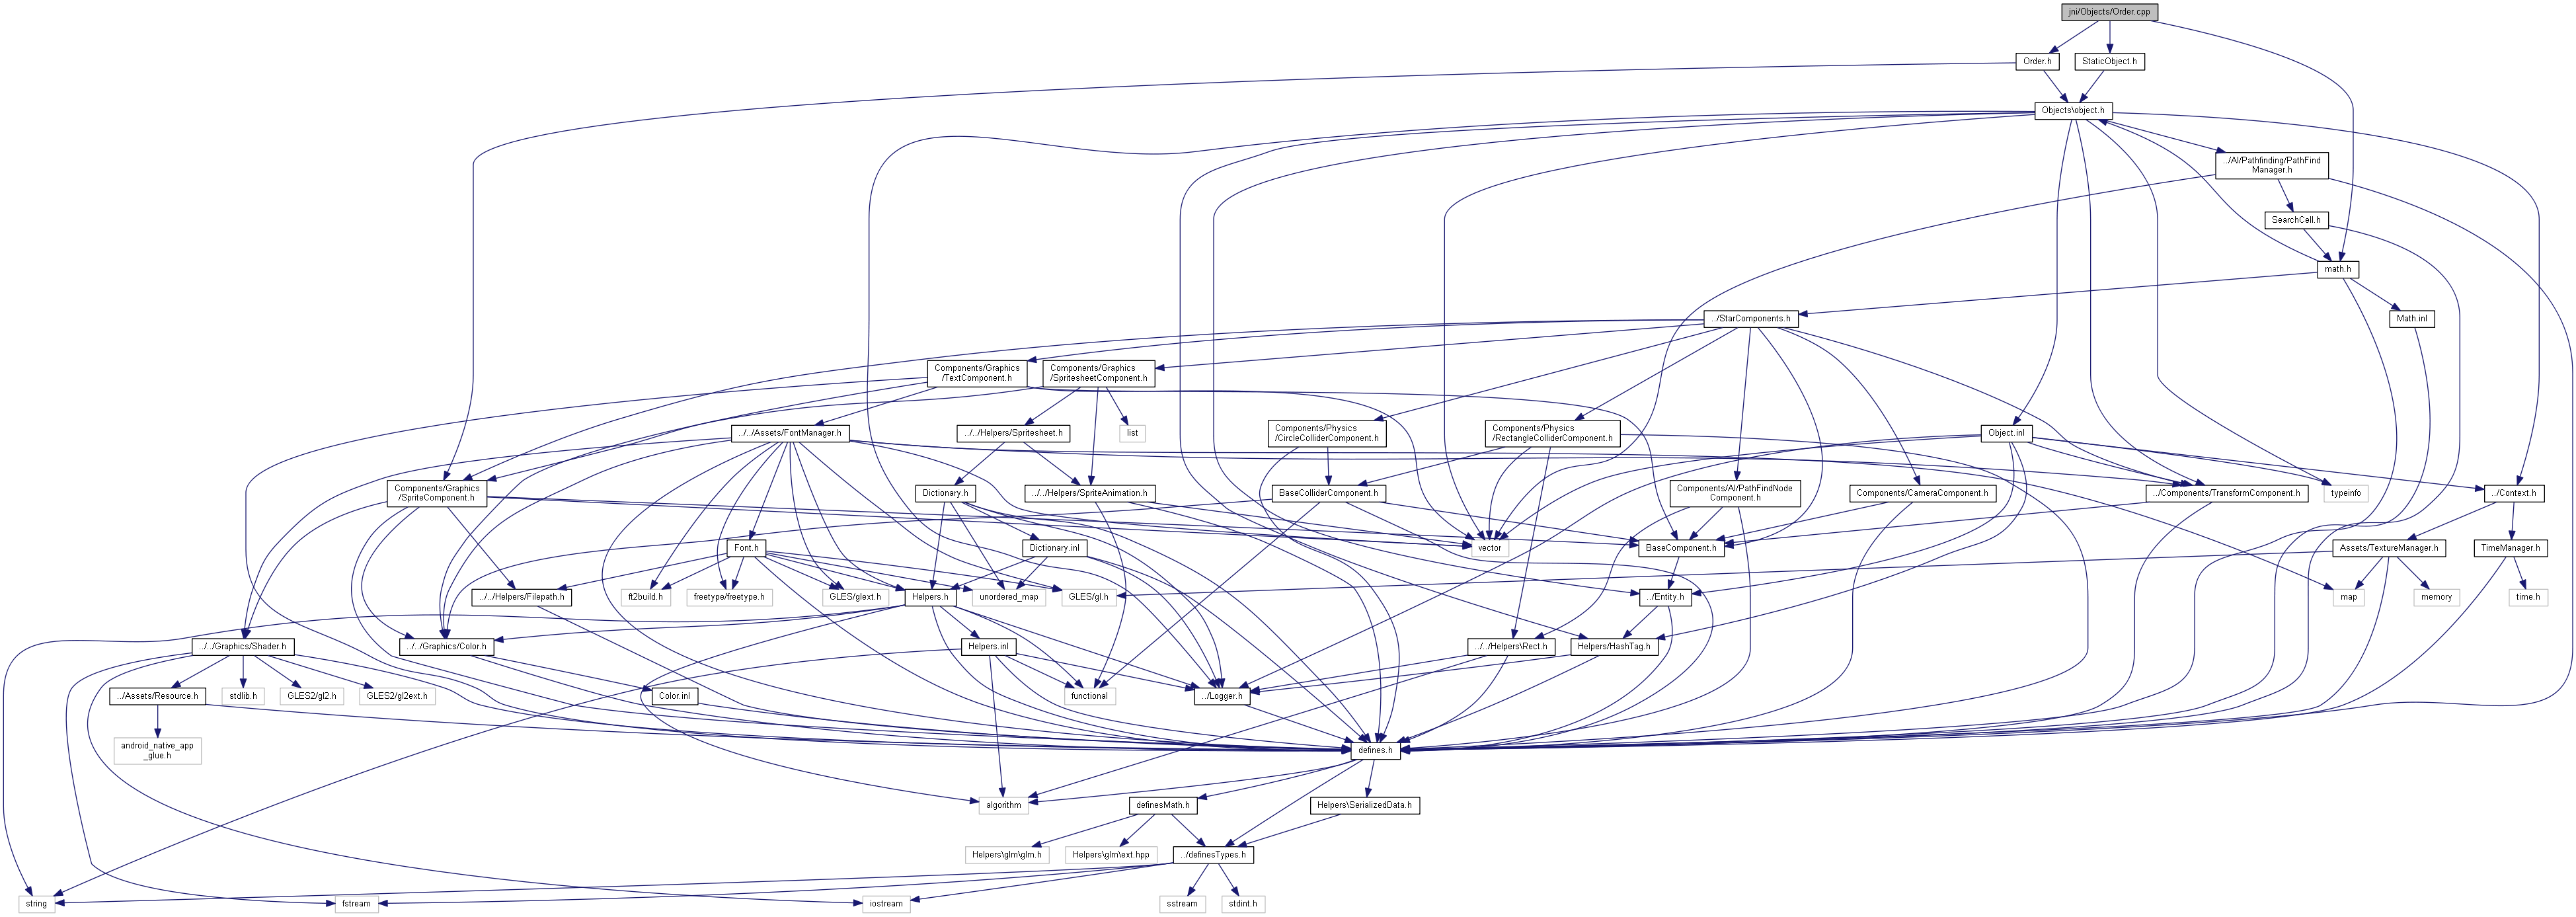 jni/Objects/Order.cpp
Order.h
StaticObject.h
Objects\object.h
../AI/Pathfinding/PathFind
Manager.h
SearchCell.h
math.h
../StarComponents.h
Math.inl
Components/Graphics
/TextComponent.h
Components/Graphics
/SpritesheetComponent.h
../../Assets/FontManager.h
../../Helpers/Spritesheet.h
list
Components/Physics
/CircleColliderComponent.h
Components/Physics
/RectangleColliderComponent.h
Object.inl
Components/Graphics
/SpriteComponent.h
Dictionary.h
../../Helpers/SpriteAnimation.h
BaseColliderComponent.h
Components/AI/PathFindNode
Component.h
Components/CameraComponent.h
../Components/TransformComponent.h
typeinfo
../Context.h
Font.h
Dictionary.inl
vector
BaseComponent.h
Assets/TextureManager.h
TimeManager.h
../../Helpers/Filepath.h
ft2build.h
freetype/freetype.h
GLES/glext.h
Helpers.h
unordered_map
GLES/gl.h
../Entity.h
map
memory
time.h
../../Graphics/Shader.h
../../Graphics/Color.h
Helpers.inl
../../Helpers\Rect.h
Helpers/HashTag.h
../Assets/Resource.h
stdlib.h
GLES2/gl2.h
GLES2/gl2ext.h
Color.inl
functional
../Logger.h
android_native_app
_glue.h
defines.h
algorithm
definesMath.h
Helpers\SerializedData.h
Helpers\glm\glm.h
Helpers\glm\ext.hpp
../definesTypes.h
string
fstream
iostream
sstream
stdint.h